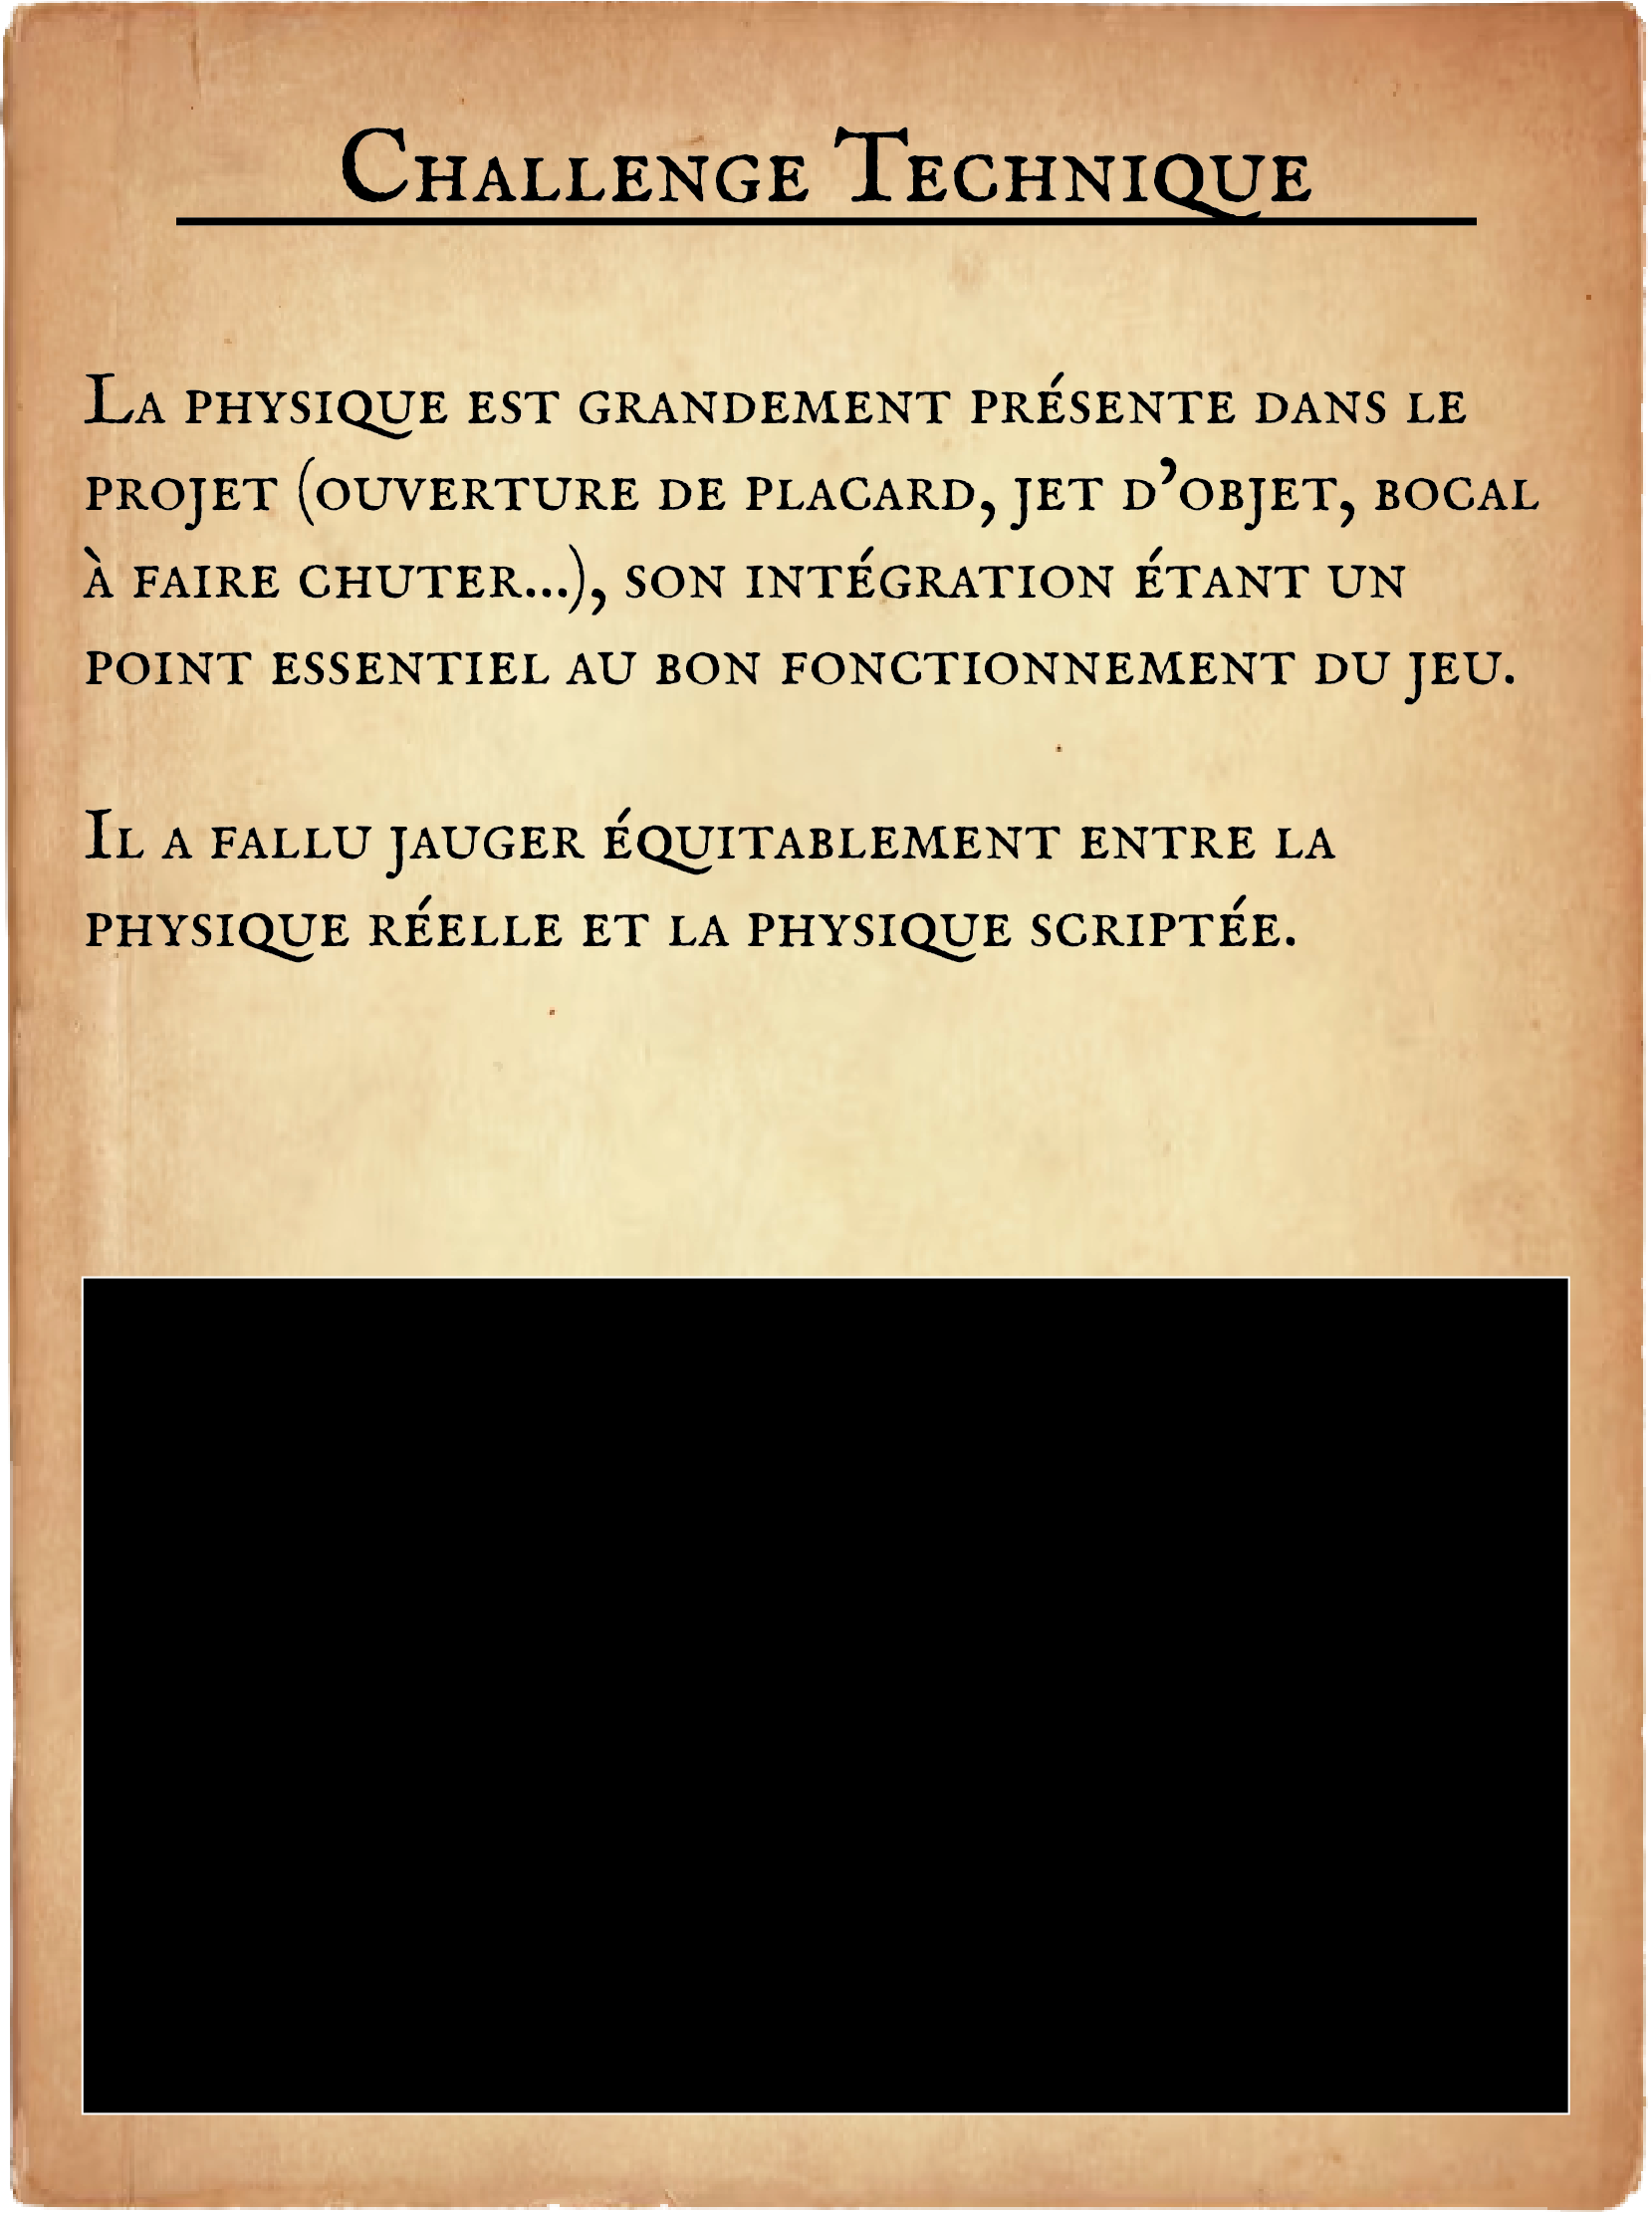 Challenge Technique
La physique est grandement présente dans le
projet (ouverture de placard, jet d’objet, bocal
à faire chuter...), son intégration étant un
point essentiel au bon fonctionnement du jeu.
Il a fallu jauger équitablement entre la
physique réelle et la physique scriptée.